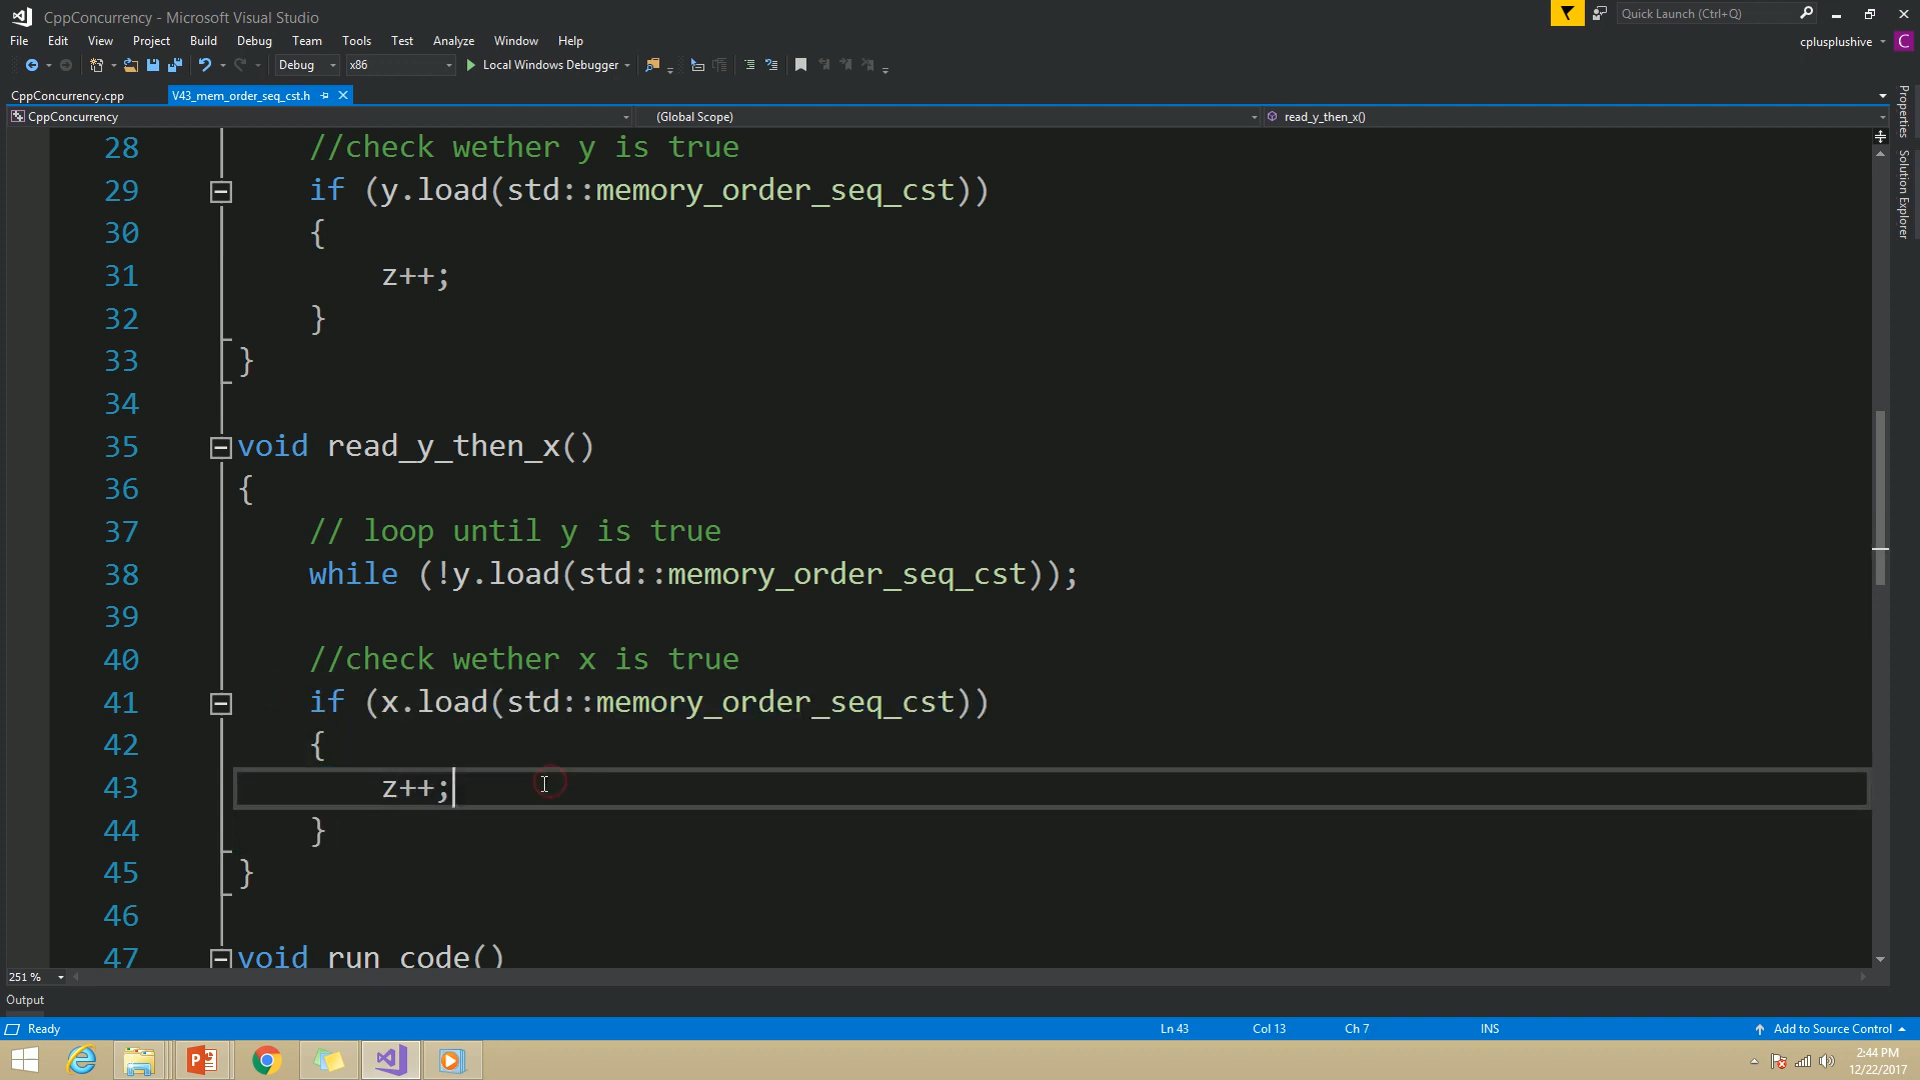 CppConcurrency - Microsoft Visual Studio
Quick Launch (Ctrl+Q)
File Edit View Project Build Debug Team Tools Test Analyze Window Help
cplusplushive C
Debug x86 Local Windows Debugger
CppConcurrency.cpp V43_mem_order_seq_cst.h
CppConcurrency (Global Scope) read_y_then_x()
Properties
Solution Explorer
28 //check wether y is true
29 if (y.load(std::memory_order_seq_cst))
30 {
31 z++;
32 }
33 }
34
35 void read_y_then_x()
36 {
37 // loop until y is true
38 while (!y.load(std::memory_order_seq_cst));
39
40 //check wether x is true
41 if (x.load(std::memory_order_seq_cst))
42 {
43 z++;
44 }
45 }
46
47 void run_code()
251 %
Output
Ready Ln 43 Col 13 Ch 7 INS Add to Source Control
2:44 PM
12/22/2017